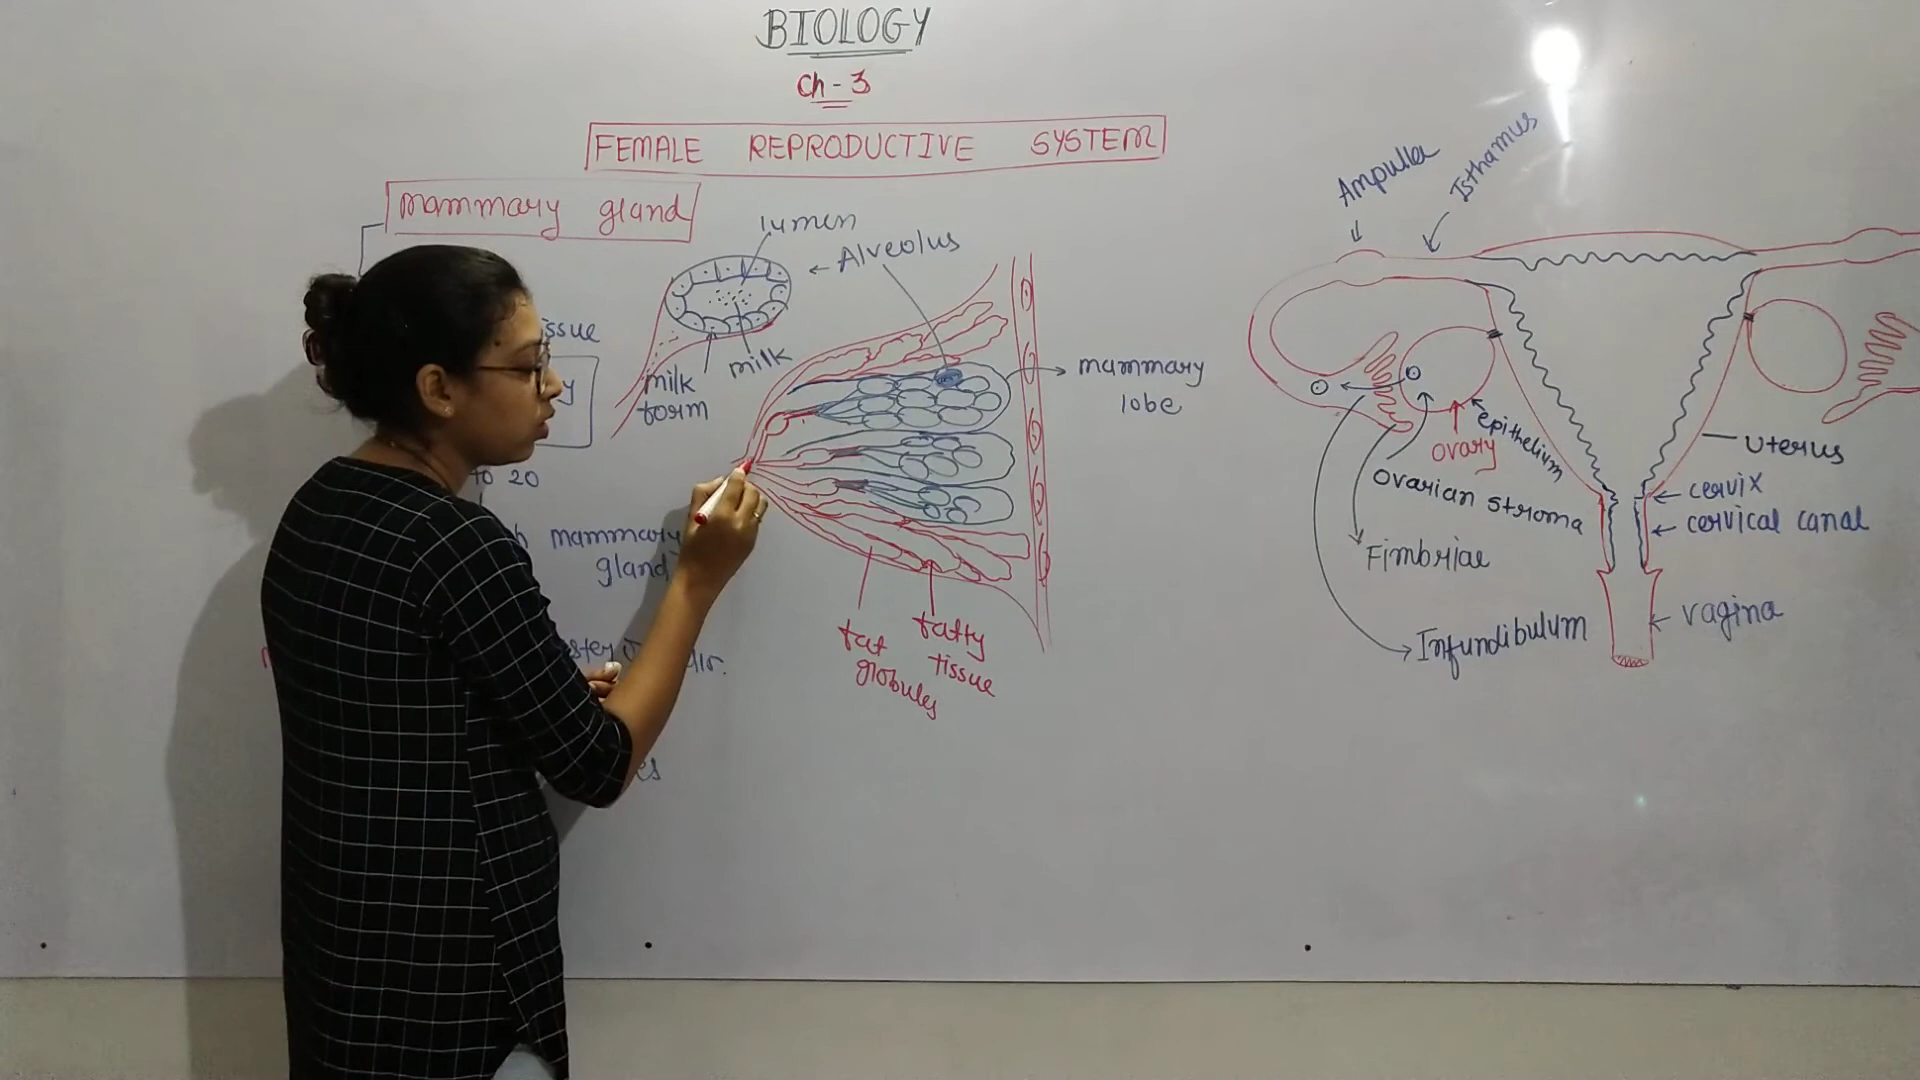 BIOLOGY
Ch - 3
FEMALE REPRODUCTIVE SYSTEM
mammary gland
lumen
Alveolus
milk
milk
form
mammary
lobe
to 20
mammary
gland
fat
globules
fatty
tissue
Ampulla
Isthamus
epithelium
ovary
ovarian stroma
Fimbriae
Infundibulum
uterus
cervix
cervical canal
vagina